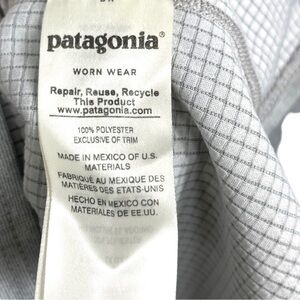 patagonia®
WORN WEAR
Repair, Reuse, Recycle
This Product
www.patagonia.com
100% POLYESTER
EXCLUSIVE OF TRIM
MADE IN MEXICO OF U.S.
MATERIALS
FABRIQUÉ AU MEXIQUE DES
MATIÈRES DES ETATS-UNIS
HECHO EN MEXICO CON
MATERIALES DE EE.UU.